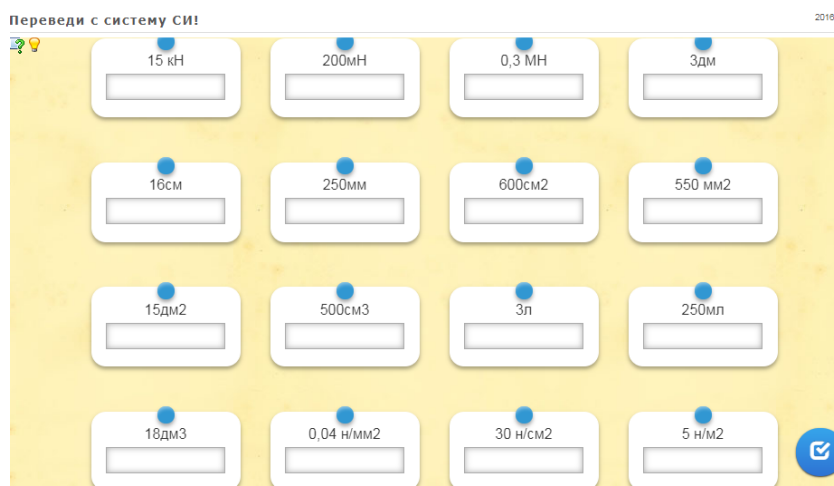 Переведи с систему СИ!
2016
15 кН
200мН
0,3 МН
3дм
16см
250мм
600см2
550 мм2
15дм2
500см3
3л
250мл
18дм3
0,04 н/мм2
30 н/см2
5 н/м2